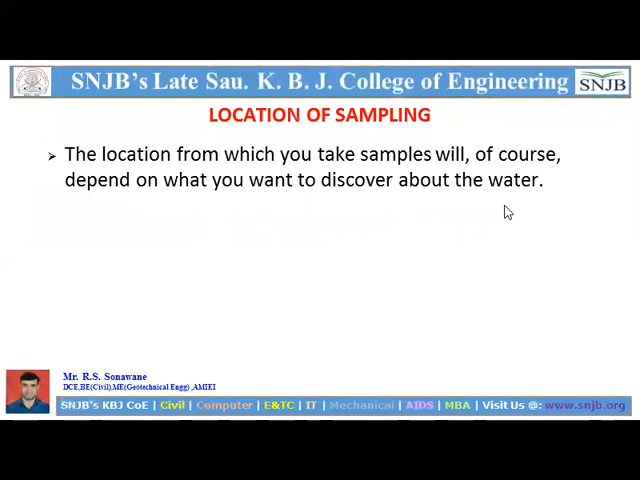 SNJB's Late Sau. K. B. J. College of Engineering
SNJB
LOCATION OF SAMPLING
➢ The location from which you take samples will, of course,
depend on what you want to discover about the water.
Mr. R.S. Sonawane
DCE,BE(Civil),ME(Geotechnical Engg) ,AMIEI
SNJB's KBJ CoE | Civil | Computer | E&TC | IT | Mechanical | AIDS | MBA | Visit Us @: www.snjb.org